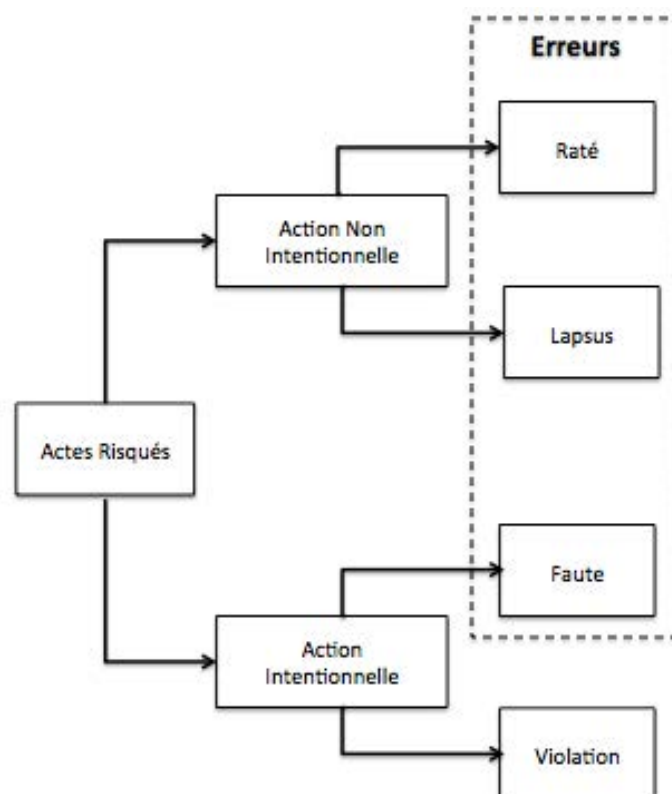 Erreurs
Raté
Action Non
Intentionnelle
Lapsus
Actes Risqués
Faute
Action
Intentionnelle
Violation